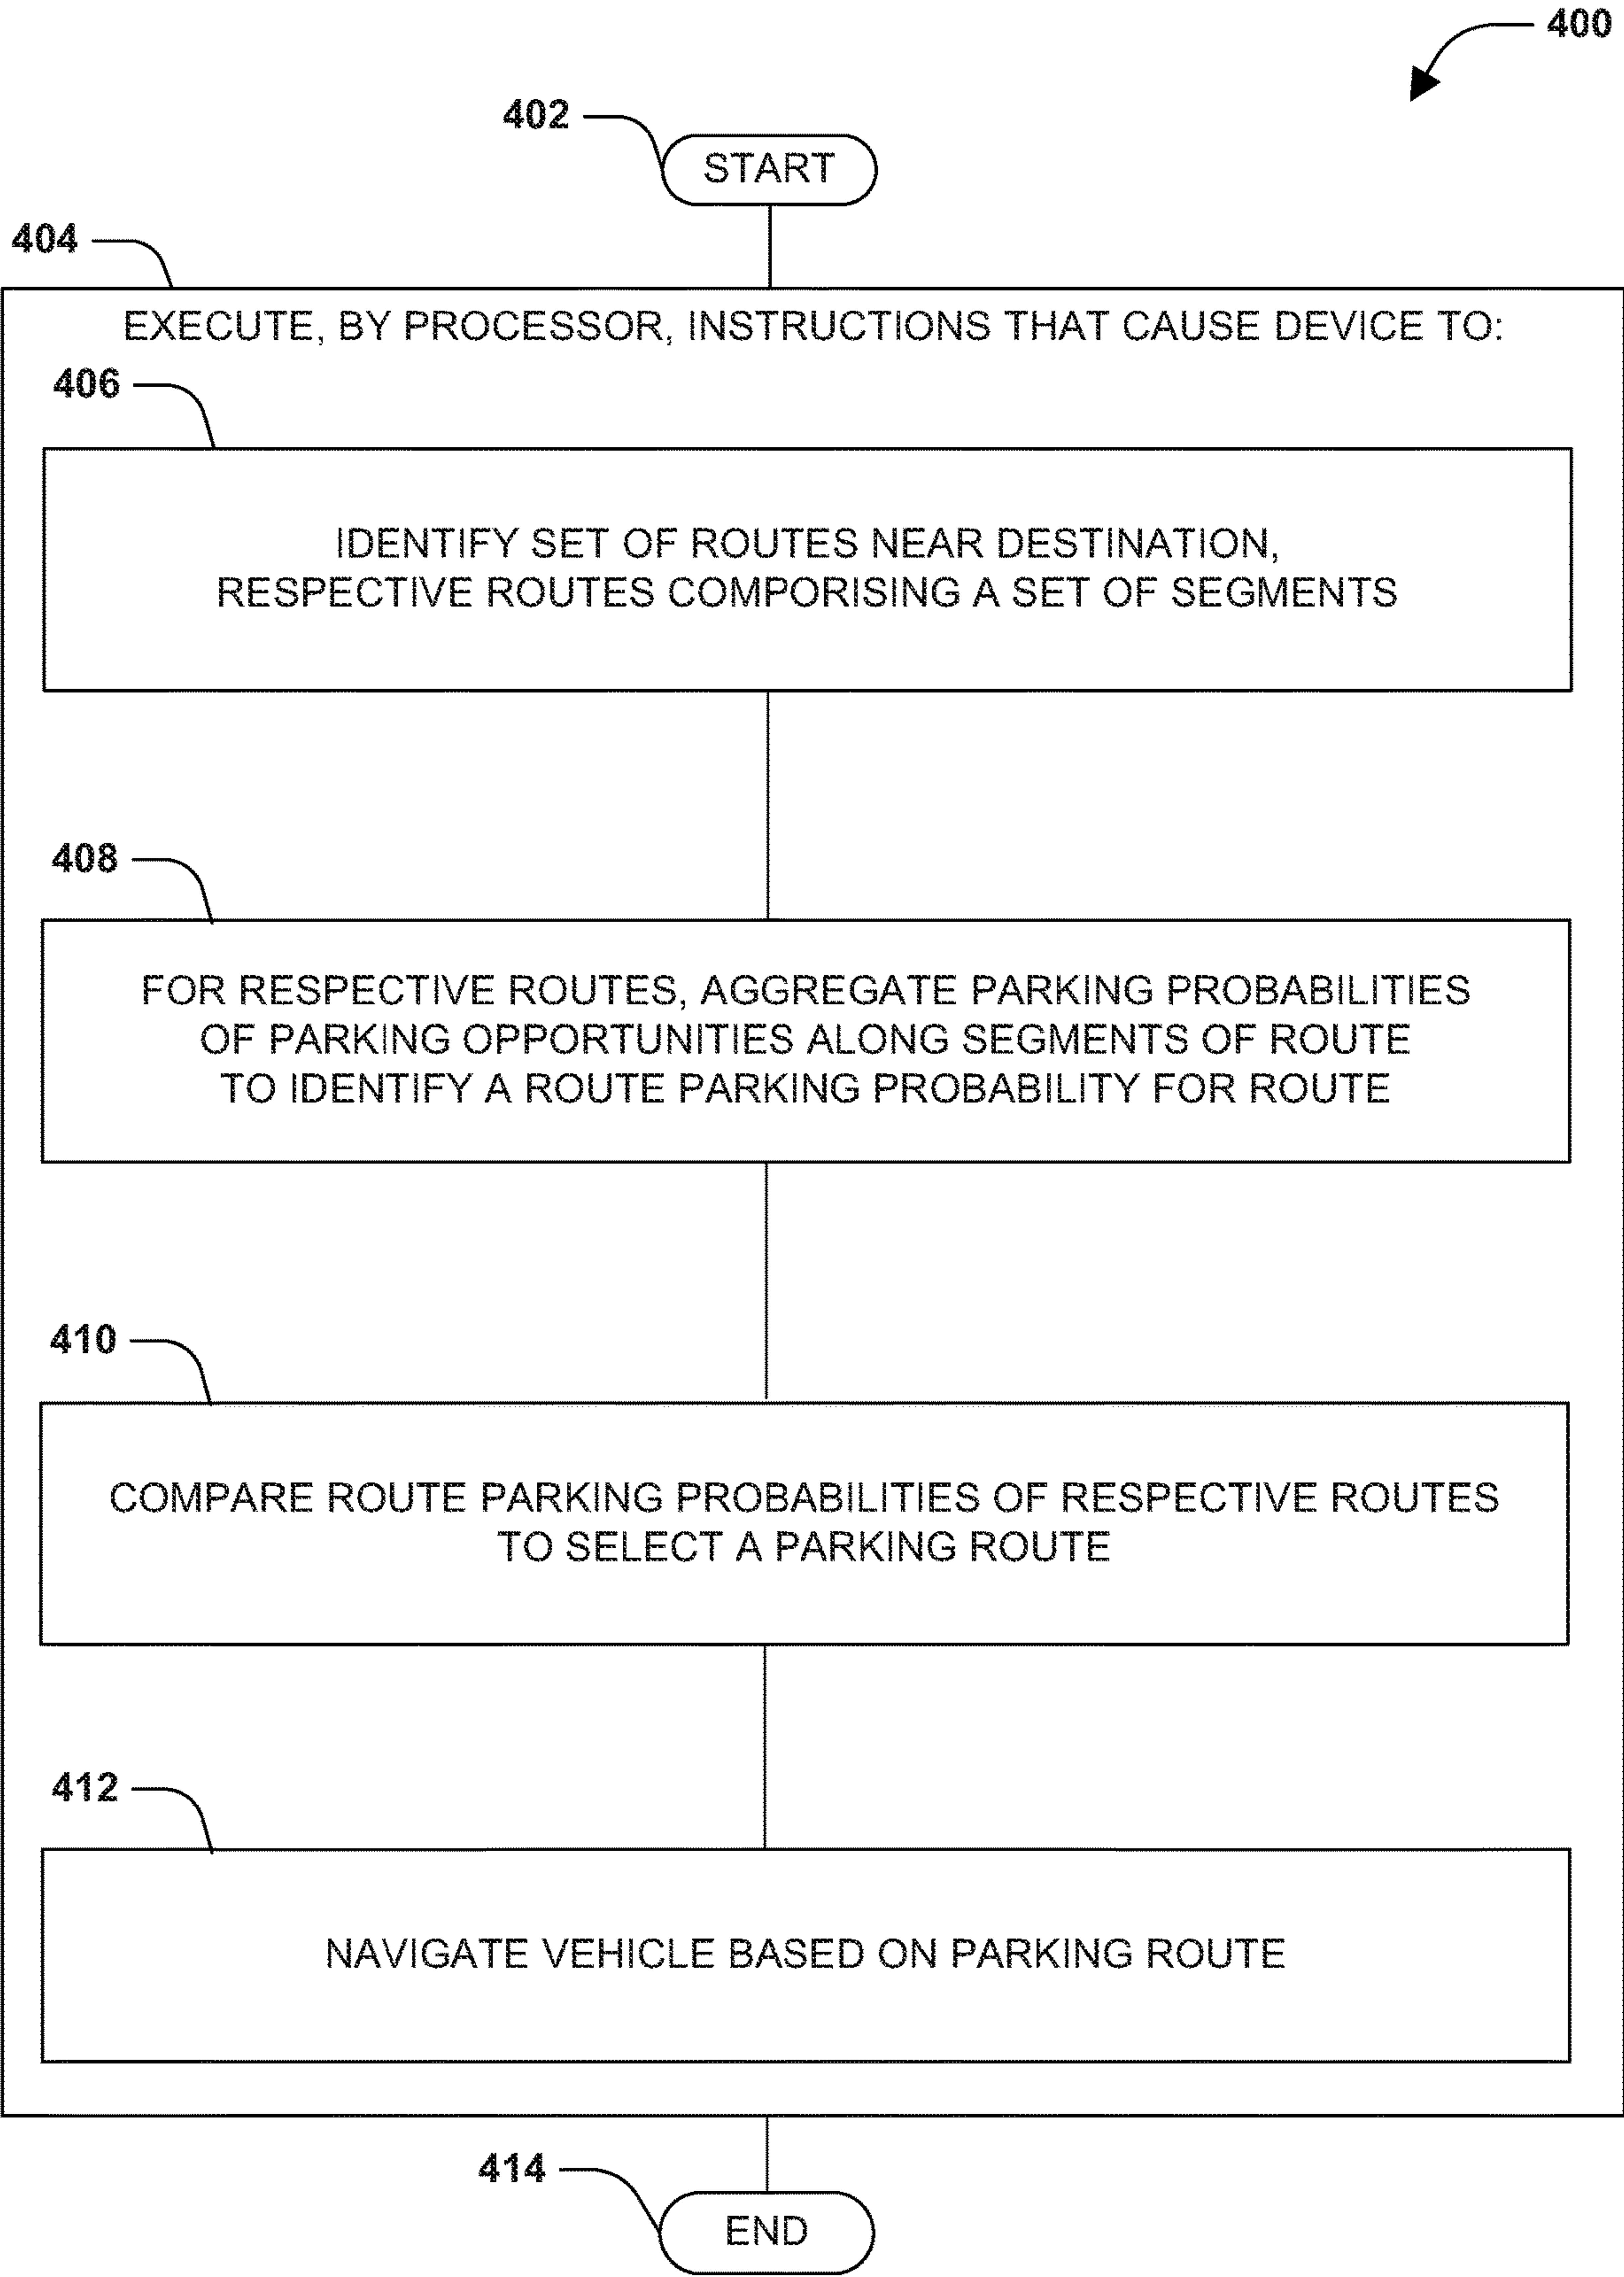 400
402
START
404
EXECUTE, BY PROCESSOR, INSTRUCTIONS THAT CAUSE DEVICE TO:
406
IDENTIFY SET OF ROUTES NEAR DESTINATION,
RESPECTIVE ROUTES COMPORISING A SET OF SEGMENTS
408
FOR RESPECTIVE ROUTES, AGGREGATE PARKING PROBABILITIES
OF PARKING OPPORTUNITIES ALONG SEGMENTS OF ROUTE
TO IDENTIFY A ROUTE PARKING PROBABILITY FOR ROUTE
410
COMPARE ROUTE PARKING PROBABILITIES OF RESPECTIVE ROUTES
TO SELECT A PARKING ROUTE
412
NAVIGATE VEHICLE BASED ON PARKING ROUTE
414
END